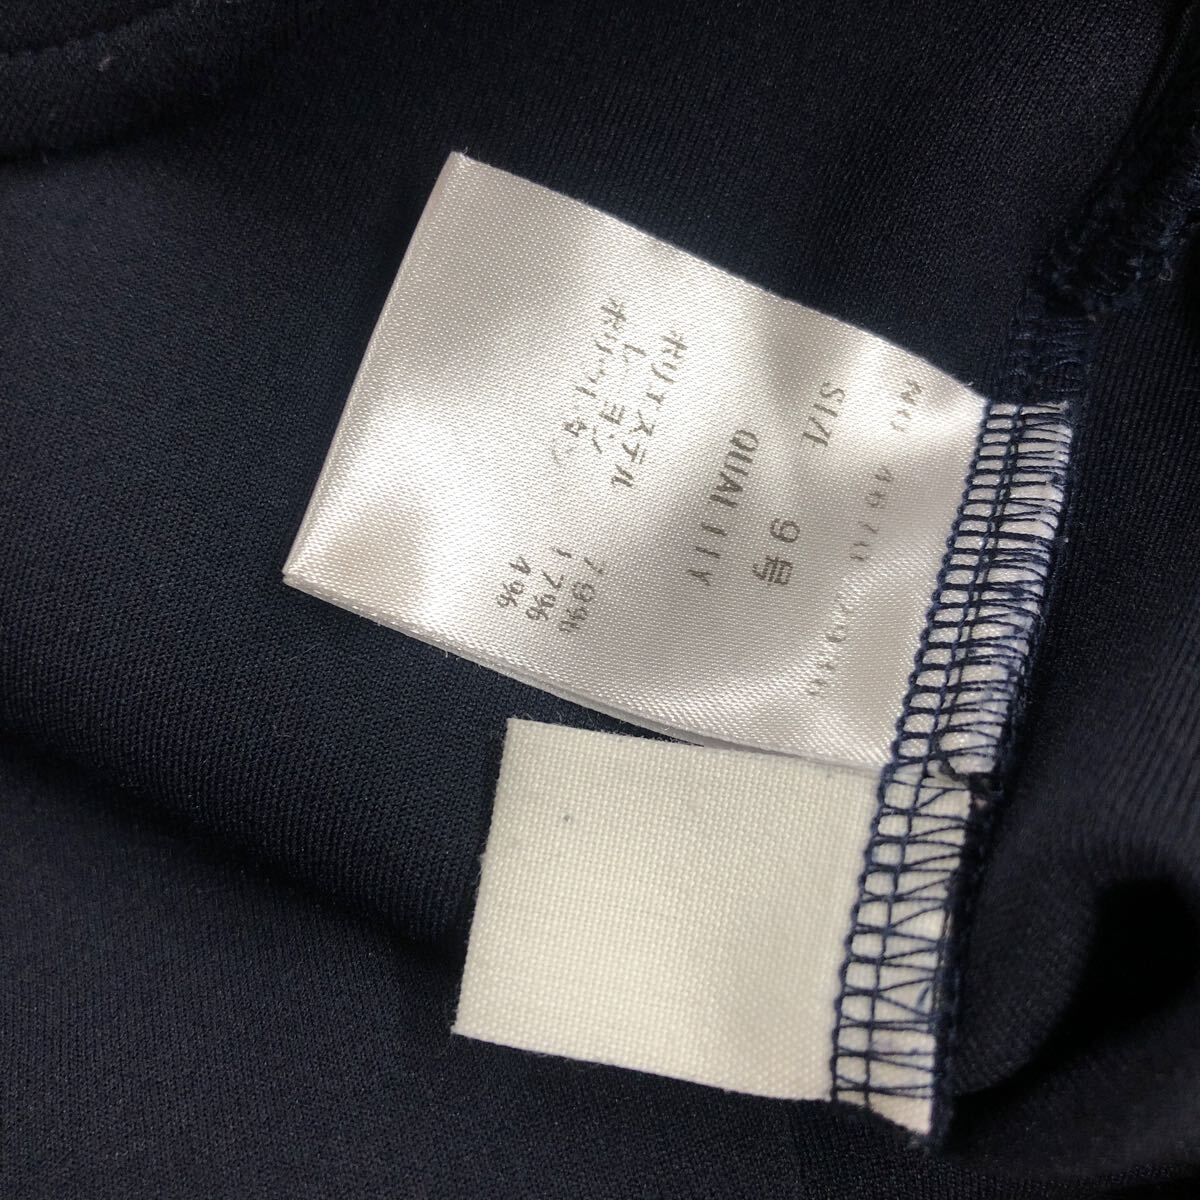 SIZE 9号
QUALITY
ポリエステル 79%
レーヨン 17%
ポリウレタン 4%